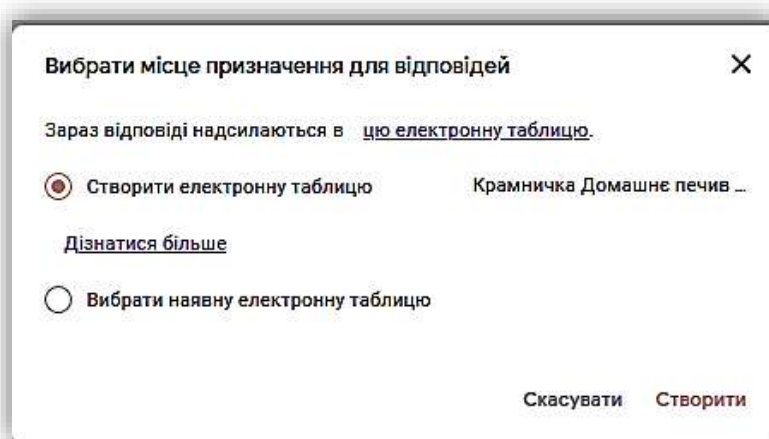 Вибрати місце призначення для відповідей
Зараз відповіді надсилаються в цю електронну таблицю.
Створити електронну таблицю Крамничка Домашнє печив ...
Дізнатися більше
Вибрати наявну електронну таблицю
Скасувати Створити